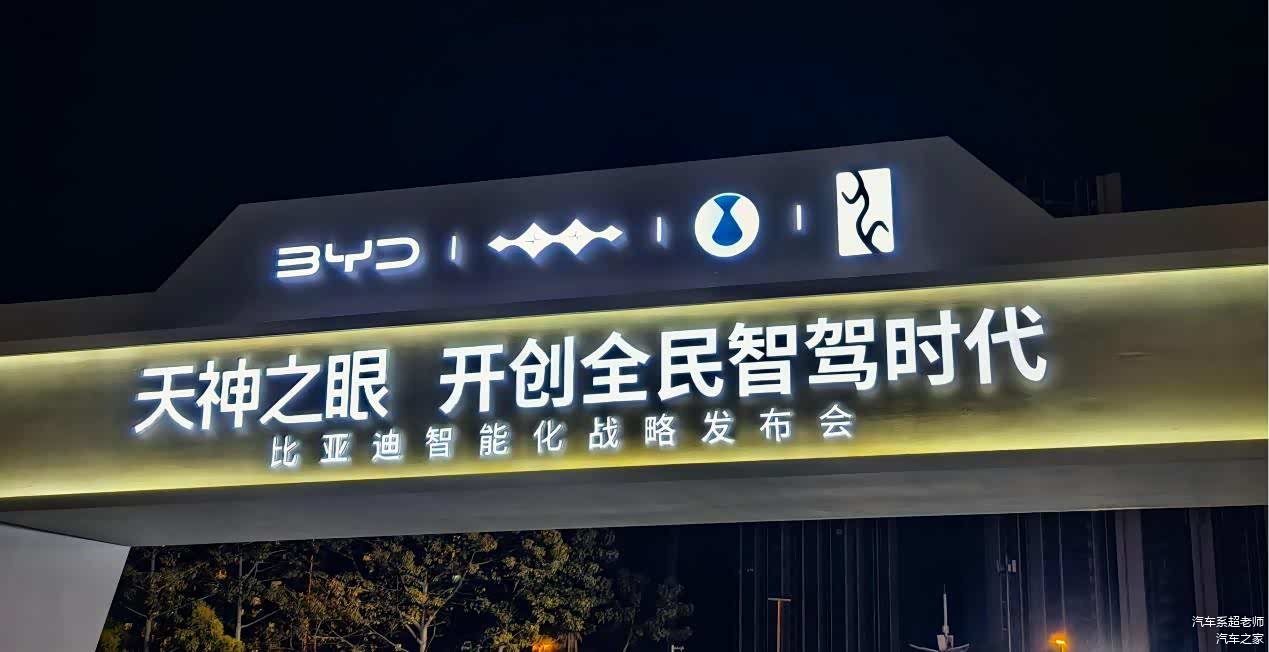 BYD
天神之眼 开创全民智驾时代
比亚迪智能化战略发布会
汽车系超老师
汽车之家